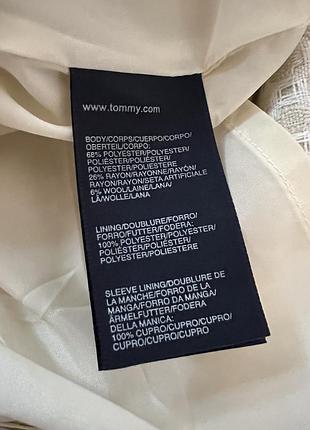 www.tommy.com
BODY/CORPS/CUERPO/CORPO/
OBERTEIL/CORPO:
68% POLYESTER/POLYESTER/
POLIÉSTER/POLIÉSTER/
POLYESTER/POLIESTERE
26% RAYON/RAYONNE/RAYÓN/
RAYON/RAYON/SETA ARTIFICIALE
6% WOOL/LAINE/LANA/
LÃ/WOLLE/LANA
LINING/DOUBLURE/FORRO/
FORRO/FUTTER/FODERA:
100% POLYESTER/POLYESTER/
POLIÉSTER/POLIÉSTER/
POLYESTER/POLIESTERE
SLEEVE LINING/DOUBLURE DE
LA MANCHE/FORRO DE LA
MANGA/FORRO DA MANGA/
ÄRMELFUTTER/FODERA
DELLA MANICA:
100% CUPRO/CUPRO/CUPRO/
CUPRO/CUPRO/CUPRO